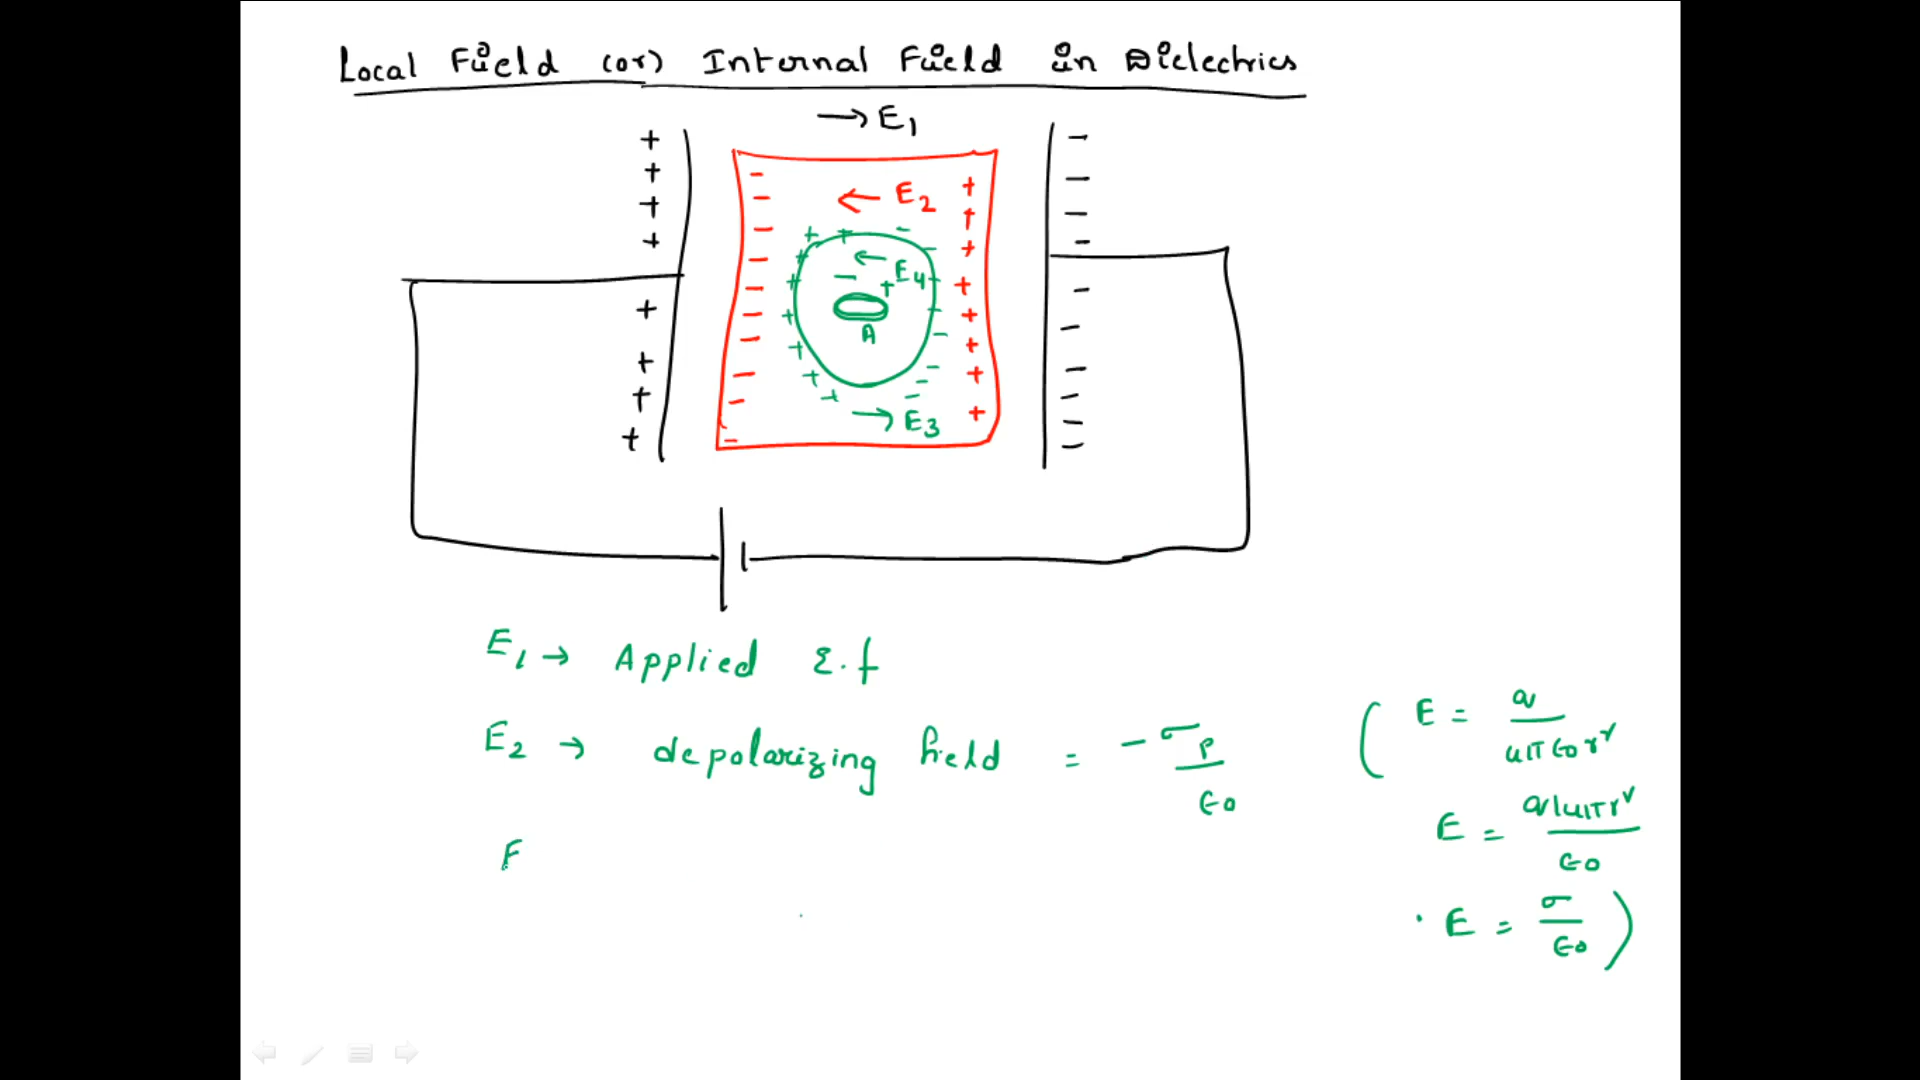 Local Field (or) Internal Field in Dielectrics
→ E1
← E2
← E4
A
→ E3
E1 → Applied E.f
E2 → depolarizing field = -σp/ϵ0
( E = q/4πϵ0r²
E = q/4πr²/ϵ0
E = σ/ϵ0 )
E